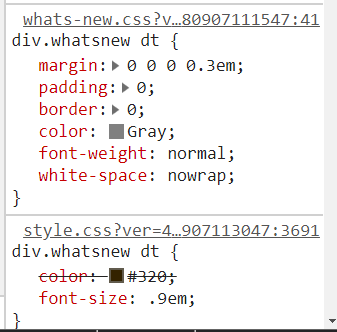 whats-new.css?v…80907111547:41
div.whatsnew dt {
margin: 0 0 0 0.3em;
padding: 0;
border: 0;
color: Gray;
font-weight: normal;
white-space: nowrap;
}
style.css?ver=4…907113047:3691
div.whatsnew dt {
color: #320;
font-size: .9em;
}